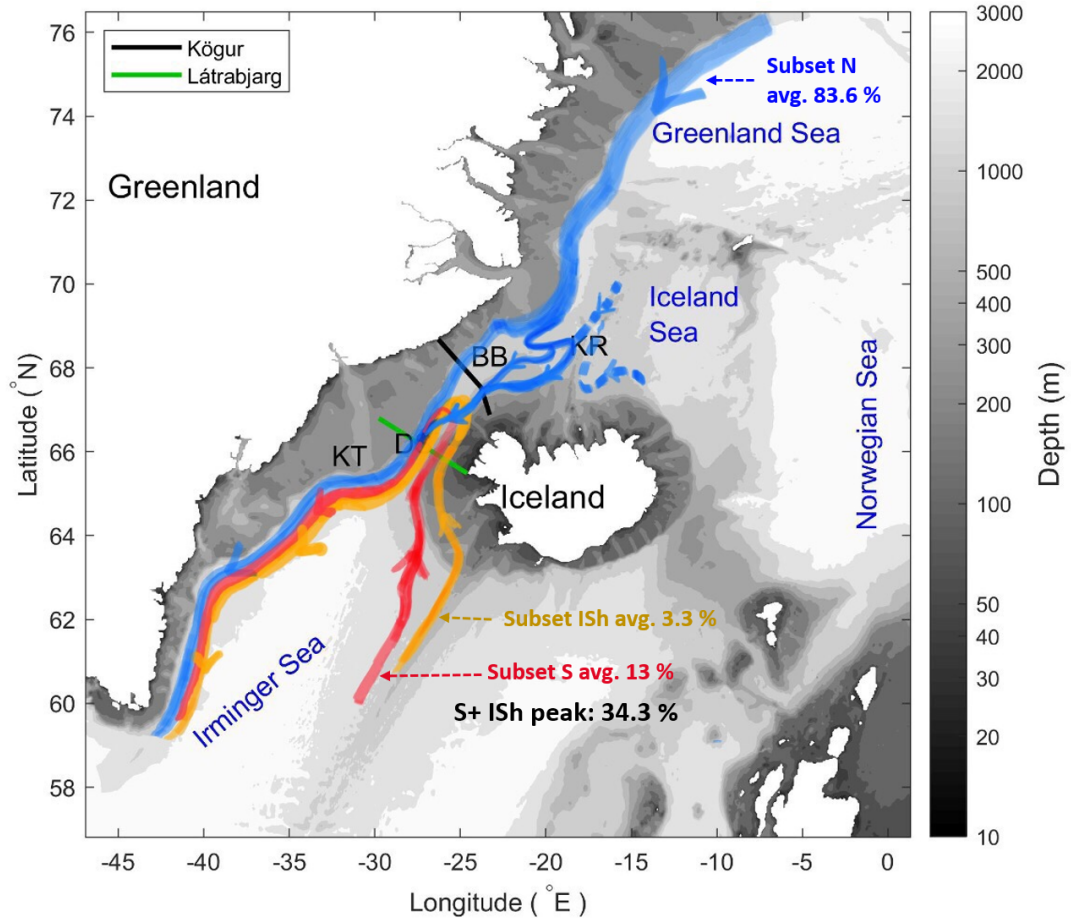 Kögur
Látrabjarg
Subset N
avg. 83.6 %
Greenland Sea
Greenland
Iceland
Sea
BB
KR
D
KT
Iceland
Norwegian Sea
Subset ISh avg. 3.3 %
Subset S avg. 13 %
S+ ISh peak: 34.3 %
Irminger Sea
76
74
72
70
68
66
64
62
60
58
Latitude (°N)
-45
-40
-35
-30
-25
-20
-15
-10
-5
0
Longitude ( °E )
3000
2000
1000
500
400
300
200
100
50
40
30
20
10
Depth (m)